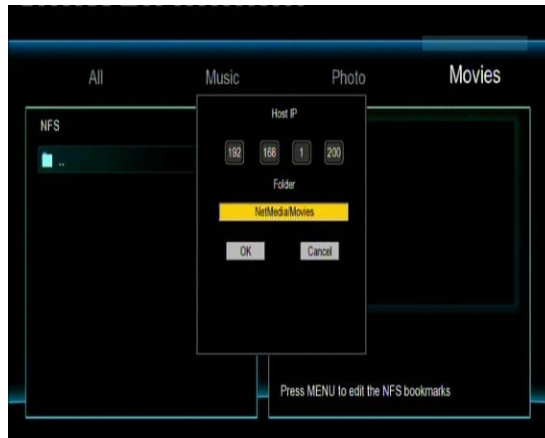 All Music Photo Movies
NFS
..
Host IP
192 168 1 200
Folder
NetMedia/Movies
OK Cancel
Press MENU to edit the NFS bookmarks